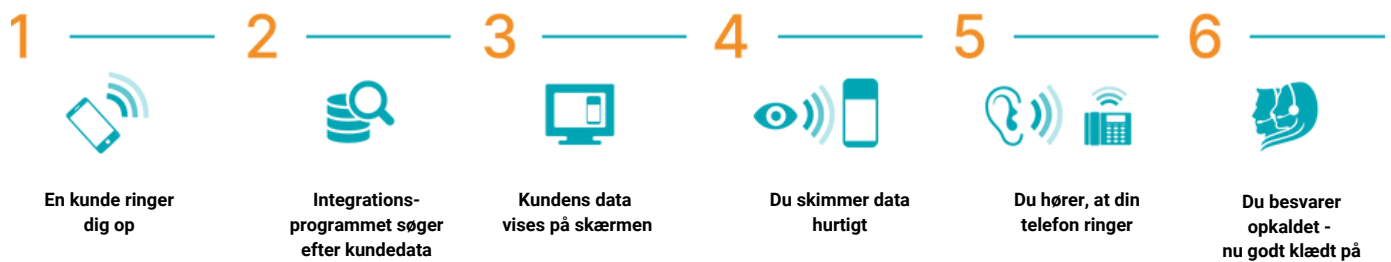 1
En kunde ringer
dig op
2
Integrations-
programmet søger
efter kundedata
3
Kundens data
vises på skærmen
4
Du skimmer data
hurtigt
5
Du hører, at din
telefon ringer
6
Du besvarer
opkaldet -
nu godt klædt på